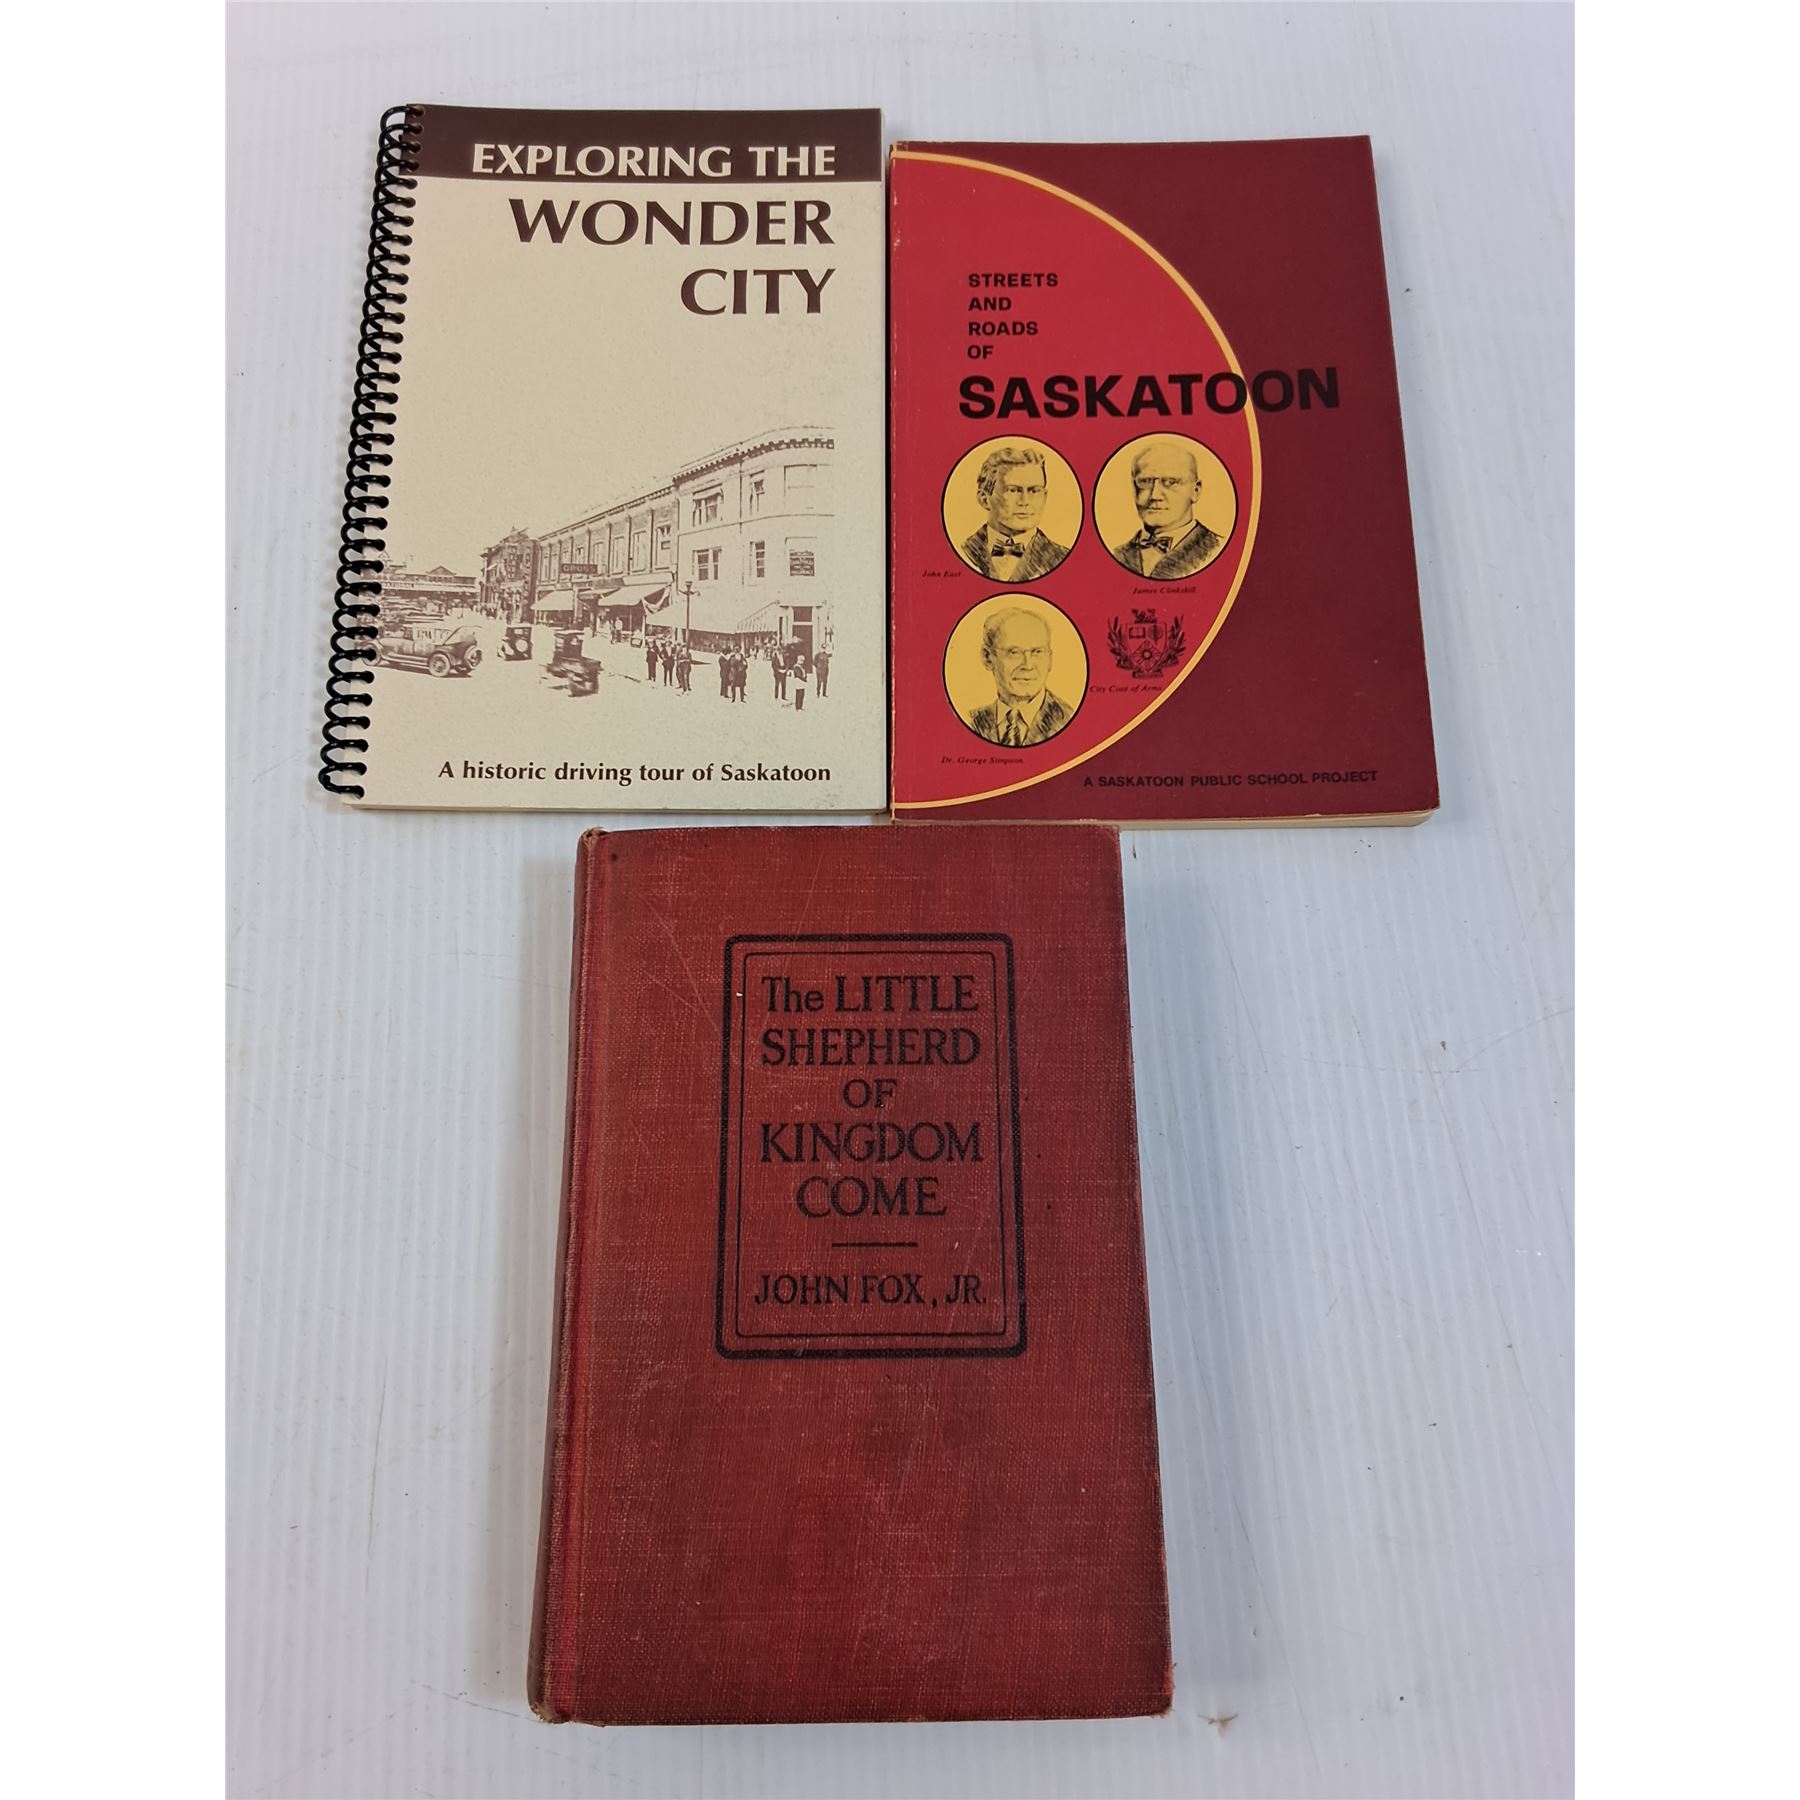 EXPLORING THE
WONDER
CITY
DRUGS
A historic driving tour of Saskatoon
STREETS
AND
ROADS
OF
SASKATOON
John East
James Clinkskill
City Coat of Arms
Dr. George Simpson
A SASKATOON PUBLIC SCHOOL PROJECT
The LITTLE
SHEPHERD
OF
KINGDOM
COME
JOHN FOX, JR.